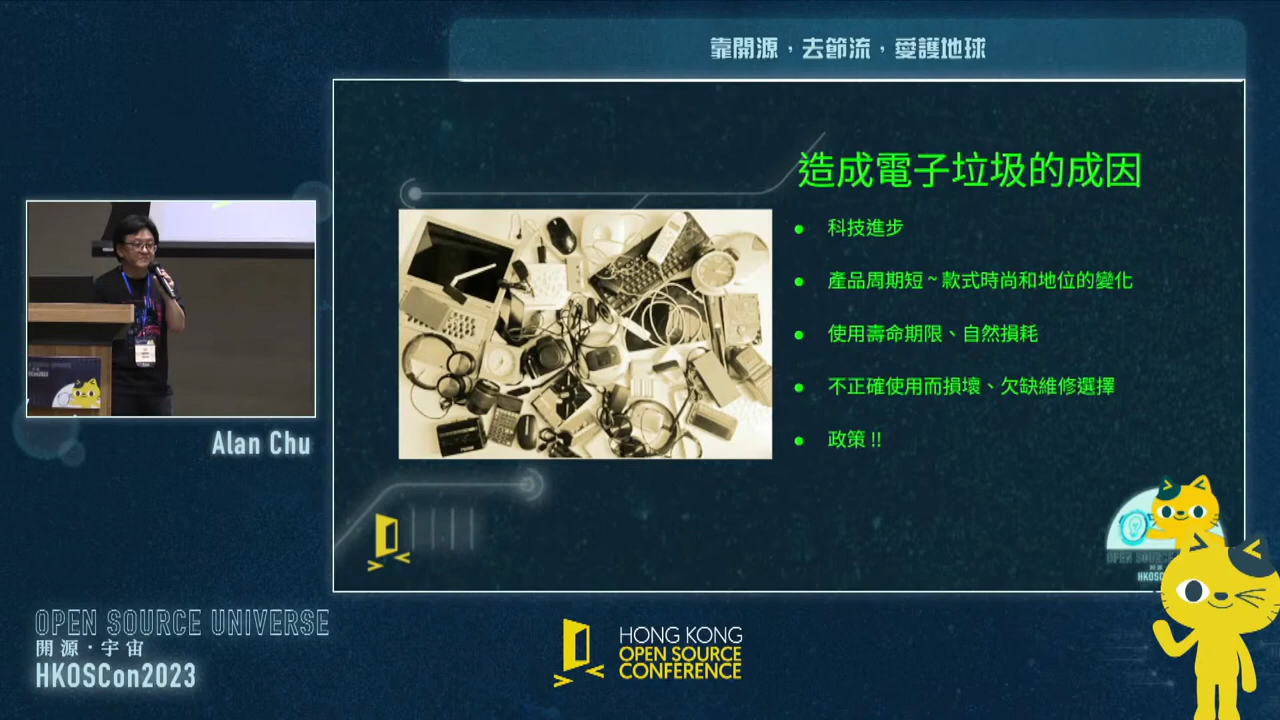 靠開源，去節流，愛護地球
造成電子垃圾的成因
科技進步
產品周期短 ~ 款式時尚和地位的變化
使用壽命期限、自然損耗
不正確使用而損壞、欠缺維修選擇
政策 !!
Alan Chu
OPEN SOURCE UNIVERSE
開源·宇宙
HKOSCon2023
HONG KONG
OPEN SOURCE
CONFERENCE